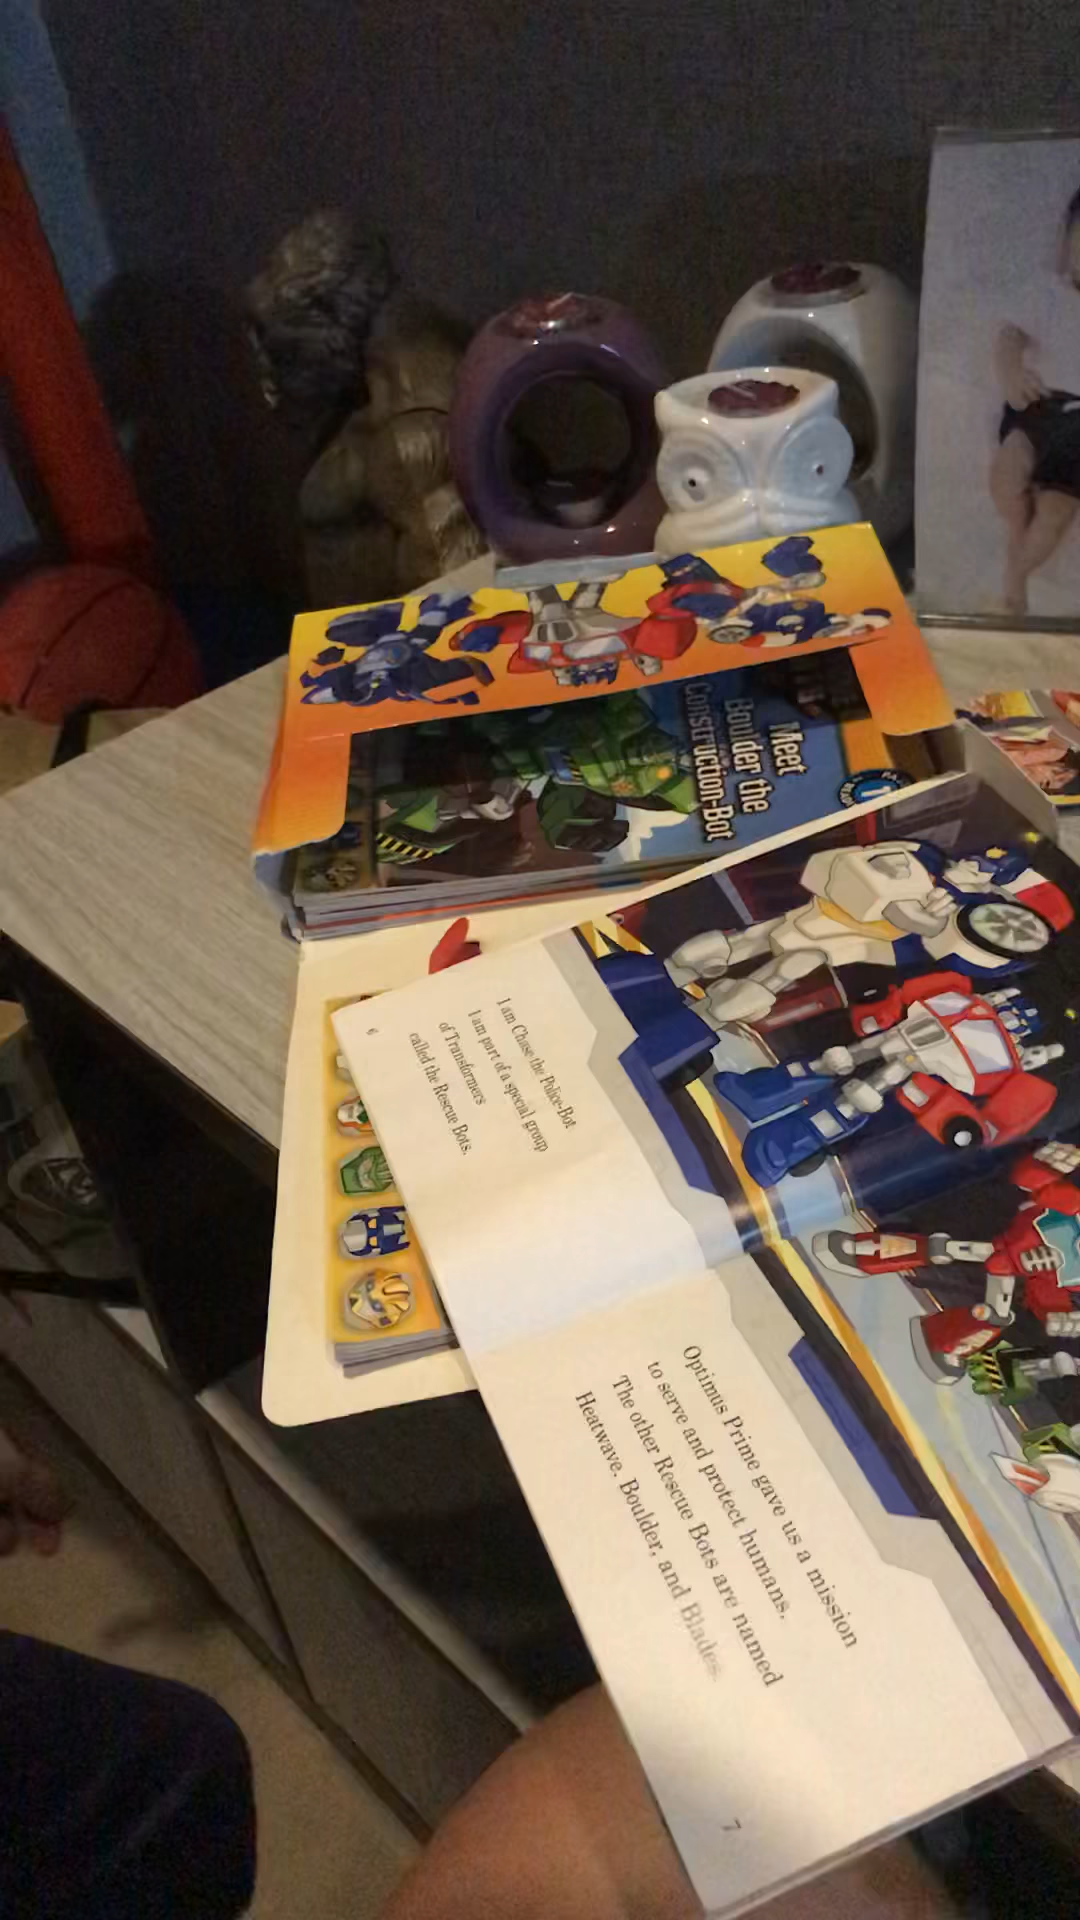 Meet
Boulder the
Construction-Bot
1
6
I am Chase the Police-Bot
I am part of a special group
of Transformers
called the Rescue Bots.
Optimus Prime gave us a mission
to serve and protect humans.
The other Rescue Bots are named
Heatwave, Boulder, and Blades.
7